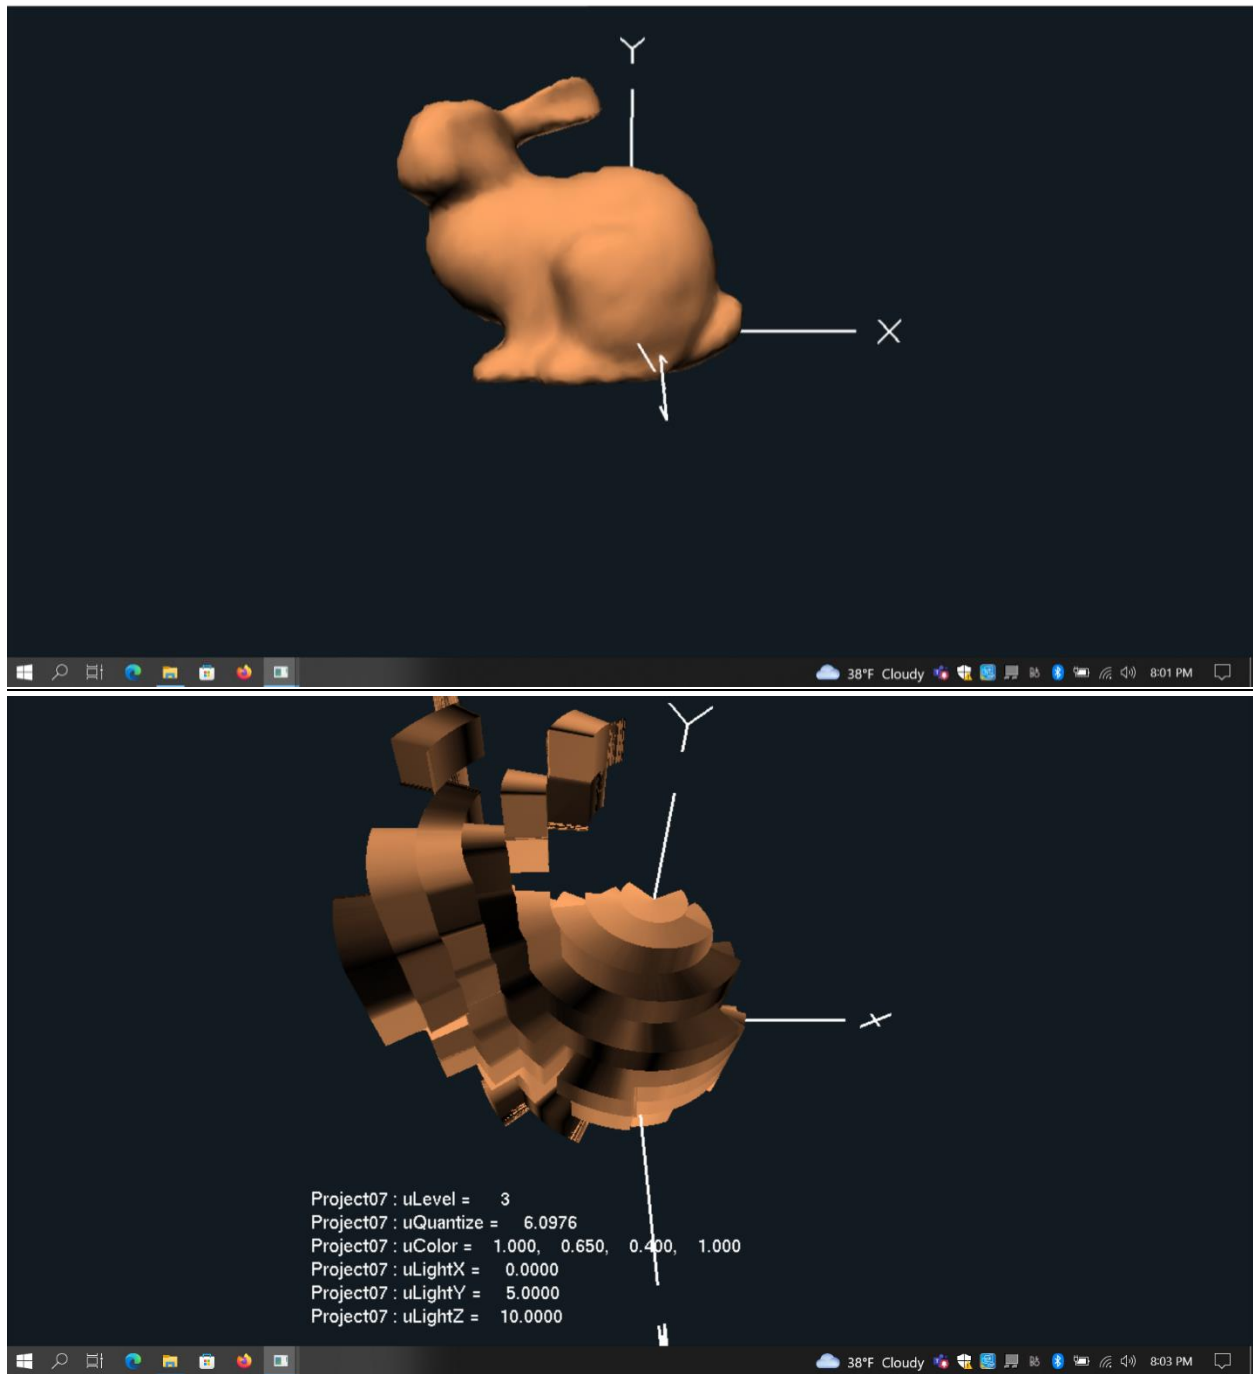 Y
X
38°F Cloudy 8:01 PM
Y
X
Project07 : uLevel = 3
Project07 : uQuantize = 6.0976
Project07 : uColor = 1.000, 0.650, 0.400, 1.000
Project07 : uLightX = 0.0000
Project07 : uLightY = 5.0000
Project07 : uLightZ = 10.0000
38°F Cloudy 8:03 PM